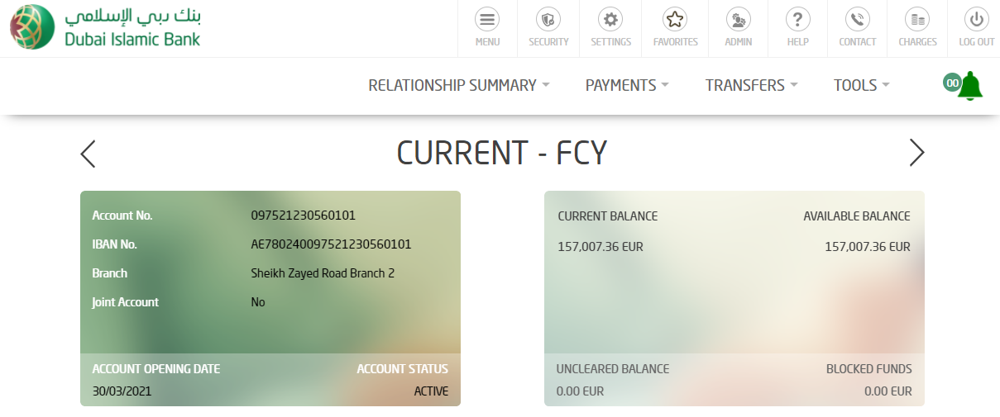 بنك دبي الإسلامي
Dubai Islamic Bank
MENU SECURITY SETTINGS FAVORITES ADMIN HELP CONTACT CHARGES LOG OUT
RELATIONSHIP SUMMARY PAYMENTS TRANSFERS TOOLS 00
CURRENT - FCY
Account No. 097521230560101
IBAN No. AE780240097521230560101
Branch Sheikh Zayed Road Branch 2
Joint Account No
ACCOUNT OPENING DATE ACCOUNT STATUS
30/03/2021 ACTIVE
CURRENT BALANCE AVAILABLE BALANCE
157,007.36 EUR 157,007.36 EUR
UNCLEARED BALANCE BLOCKED FUNDS
0.00 EUR 0.00 EUR